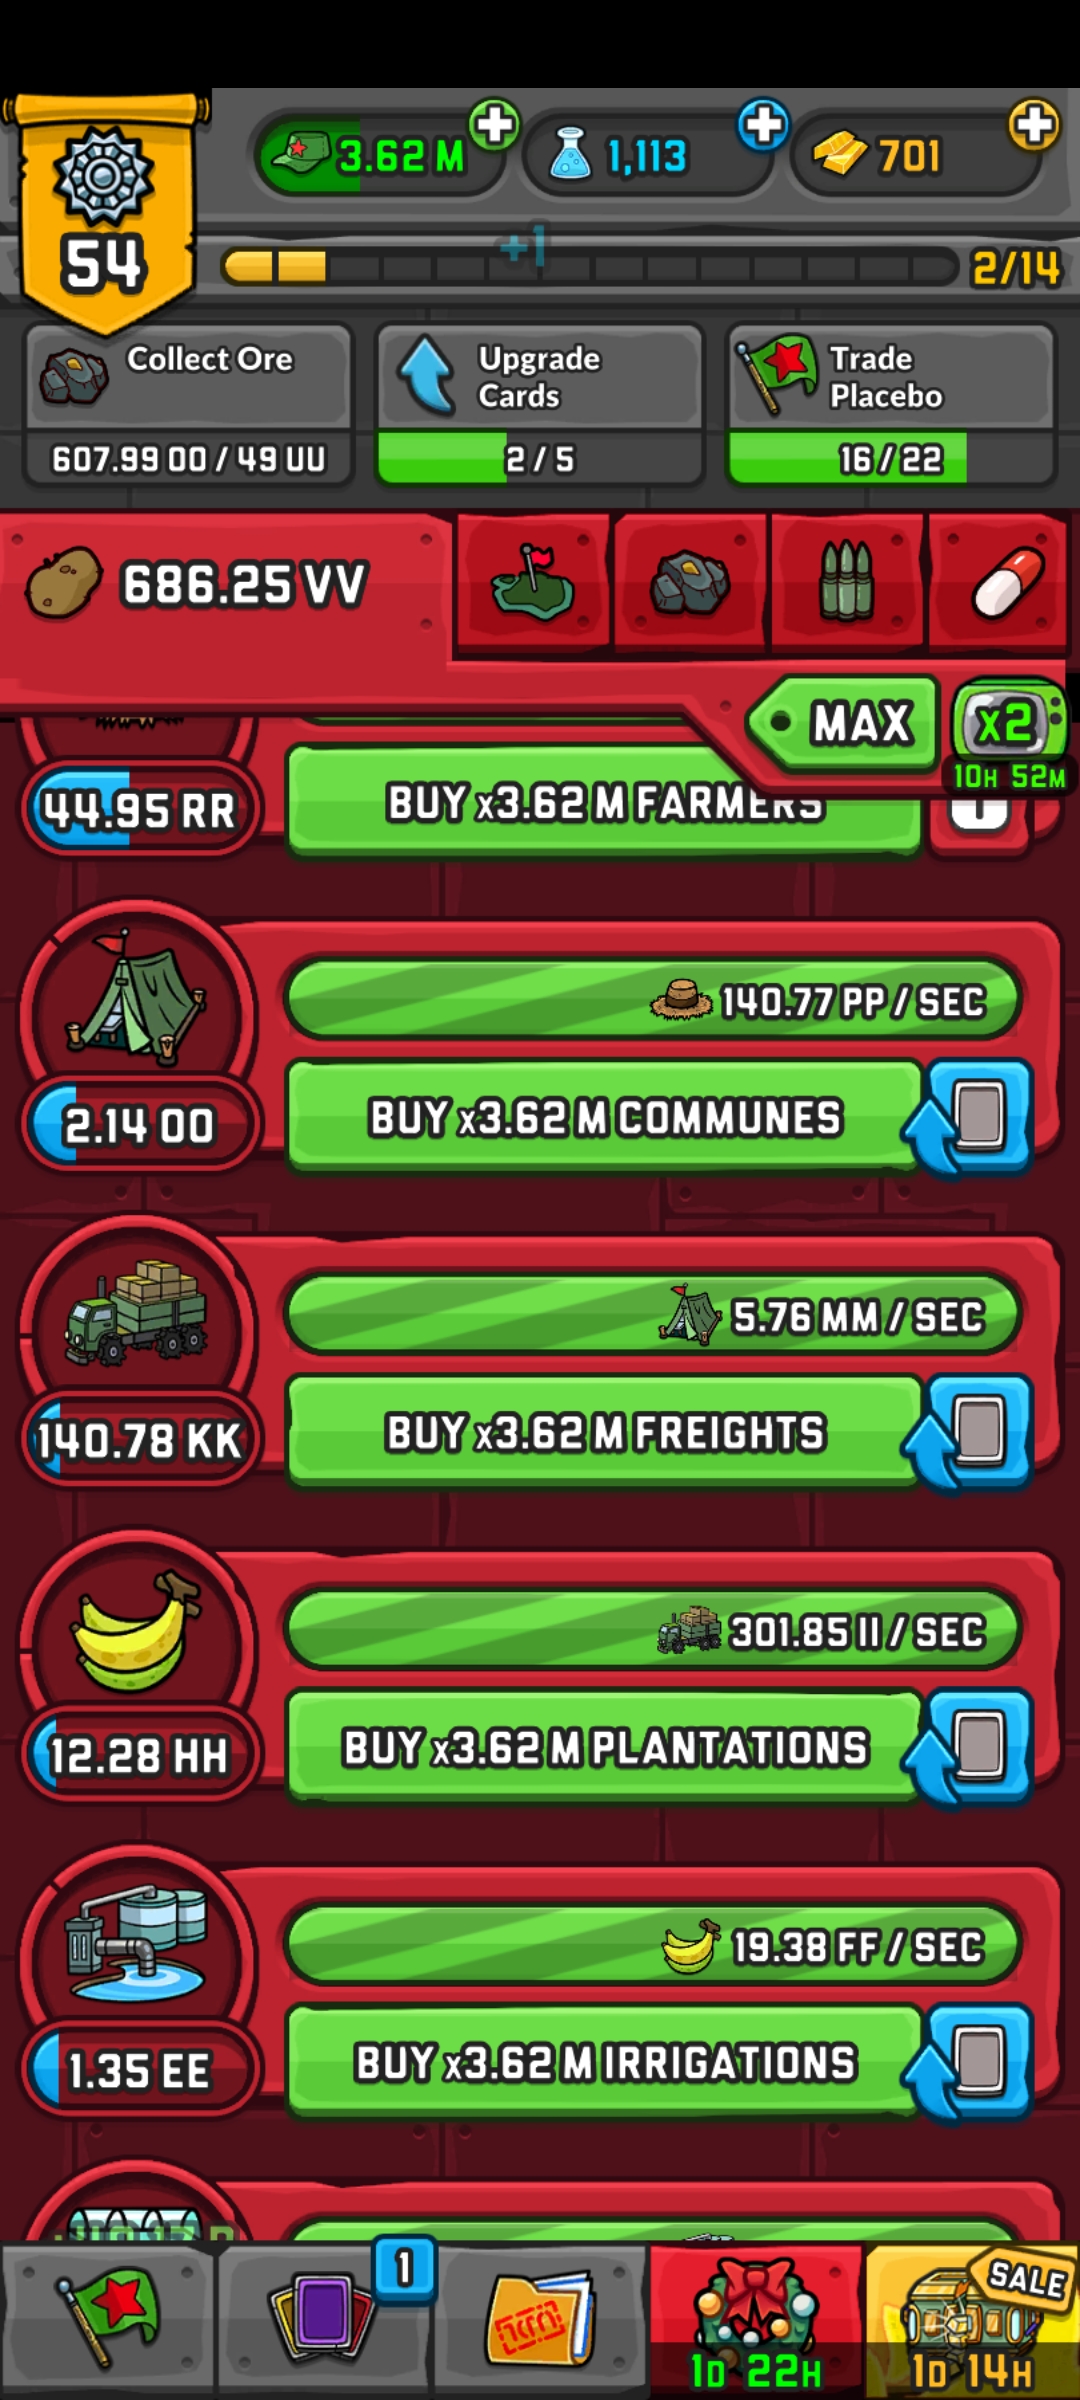 3.62 M
1,113
701
54
+1
2/14
Collect Ore
607.99 OO / 49 UU
Upgrade
Cards
2 / 5
Trade
Placebo
16 / 22
686.25 VV
MAX
x2
10H 52M
44.95 RR
BUY x3.62 M FARMERS
140.77 PP / SEC
2.14 OO
BUY x3.62 M COMMUNES
5.76 MM / SEC
140.78 KK
BUY x3.62 M FREIGHTS
301.85 II / SEC
12.28 HH
BUY x3.62 M PLANTATIONS
19.38 FF / SEC
1.35 EE
BUY x3.62 M IRRIGATIONS
1
SALE
1D 22H
1D 14H